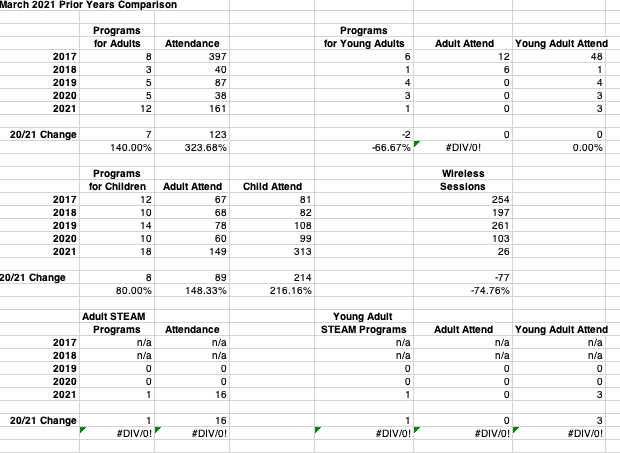 March 2021 Prior Years Comparison
Programs Programs
for Adults Attendance for Young Adults Adult Attend Young Adult Attend
2017 8 397 6 12 48
2018 3 40 1 6 1
2019 5 87 4 0 4
2020 5 38 3 0 3
2021 12 161 1 0 3
20/21 Change 7 123 -2 0 0
140.00% 323.68% -66.67% #DIV/0! 0.00%
Programs Wireless
for Children Adult Attend Child Attend Sessions
2017 12 67 81 254
2018 10 68 82 197
2019 14 78 108 261
2020 10 60 99 103
2021 18 149 313 26
20/21 Change 8 89 214 -77
80.00% 148.33% 216.16% -74.76%
Adult STEAM Young Adult
Programs Attendance STEAM Programs Adult Attend Young Adult Attend
2017 n/a n/a n/a n/a n/a
2018 n/a n/a n/a n/a n/a
2019 0 0 0 0 0
2020 0 0 0 0 0
2021 1 16 1 0 3
20/21 Change 1 16 1 0 3
#DIV/0! #DIV/0! #DIV/0! #DIV/0! #DIV/0!